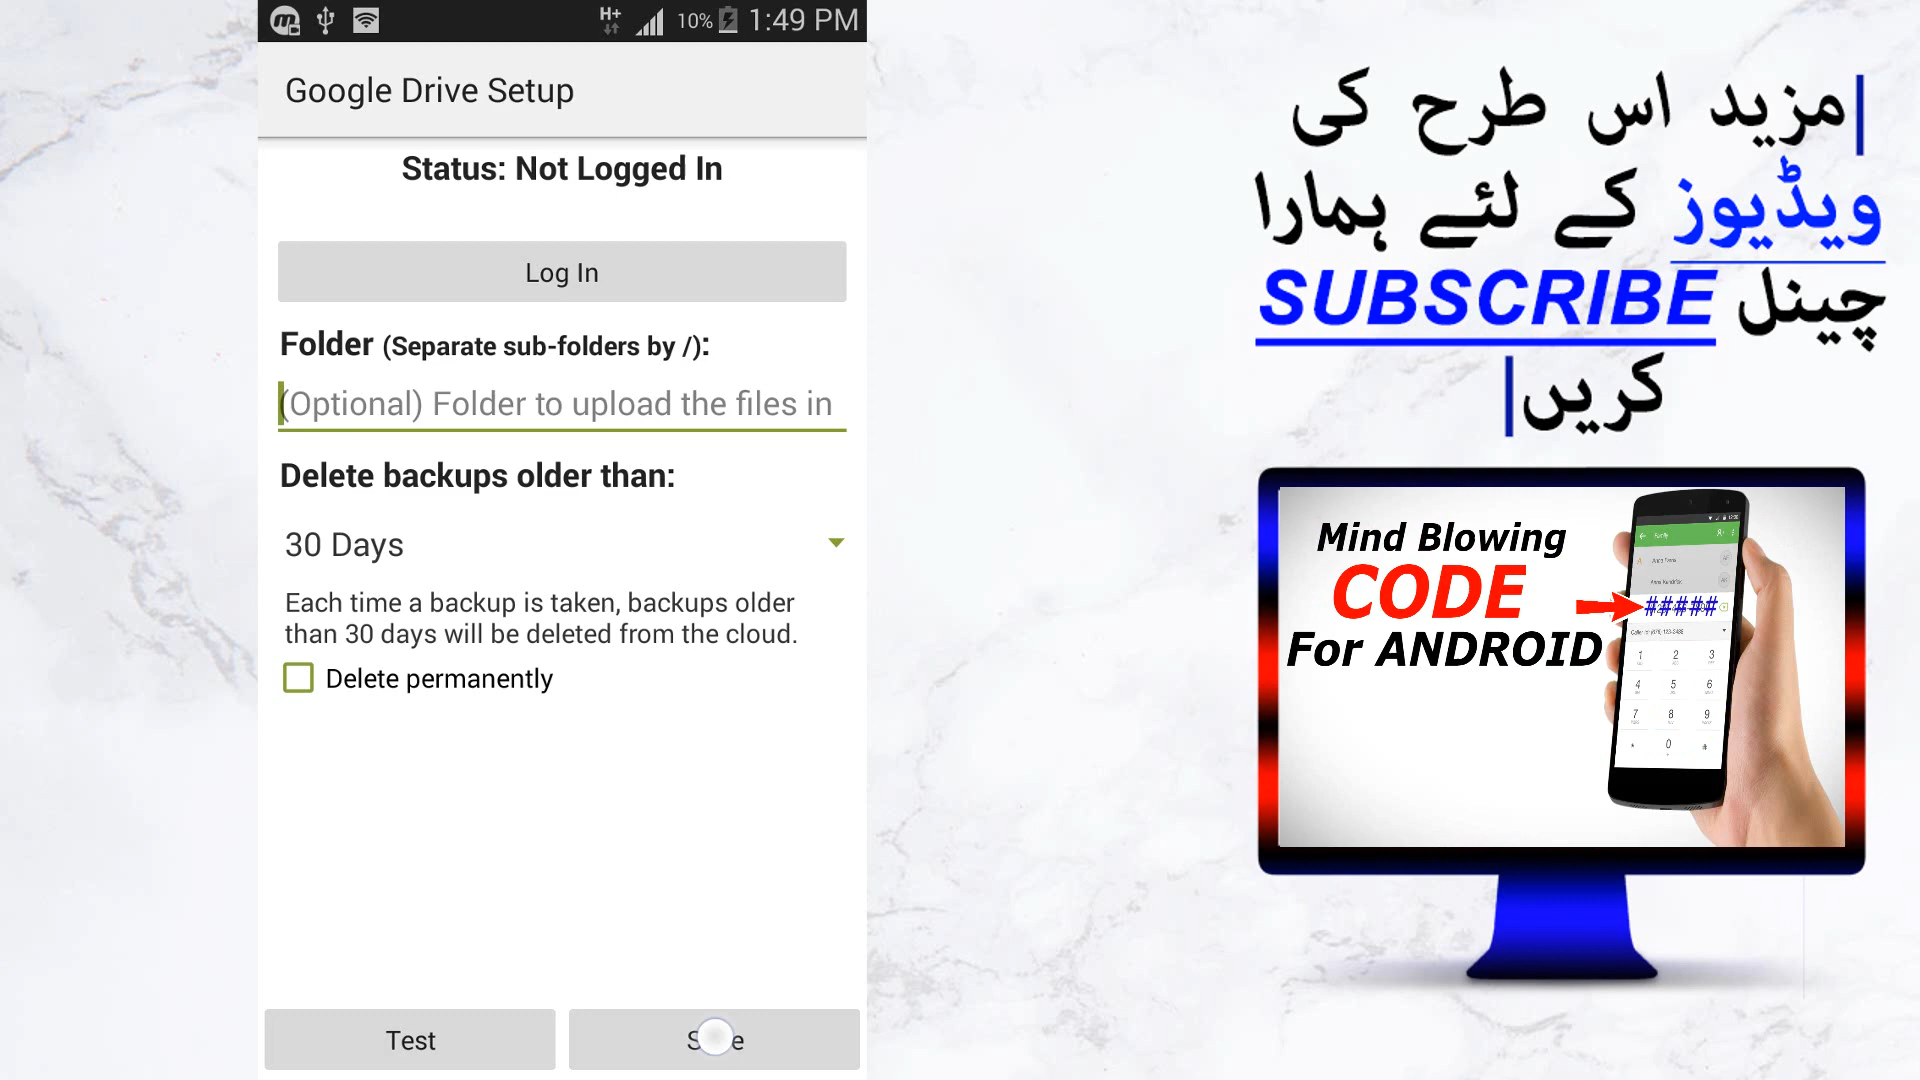 H+ 10% 1:49 PM
Google Drive Setup
Status: Not Logged In
Log In
Folder (Separate sub-folders by /):
(Optional) Folder to upload the files in
Delete backups older than:
30 Days
Each time a backup is taken, backups older
than 30 days will be deleted from the cloud.
Delete permanently
Test
مزید اس طرح کی
ویڈیوز کے لئے ہمارا
چینل SUBSCRIBE
کریں
Mind Blowing
CODE
For ANDROID
#####
1 2 3
4 5 6
7 8 9
* 0 #